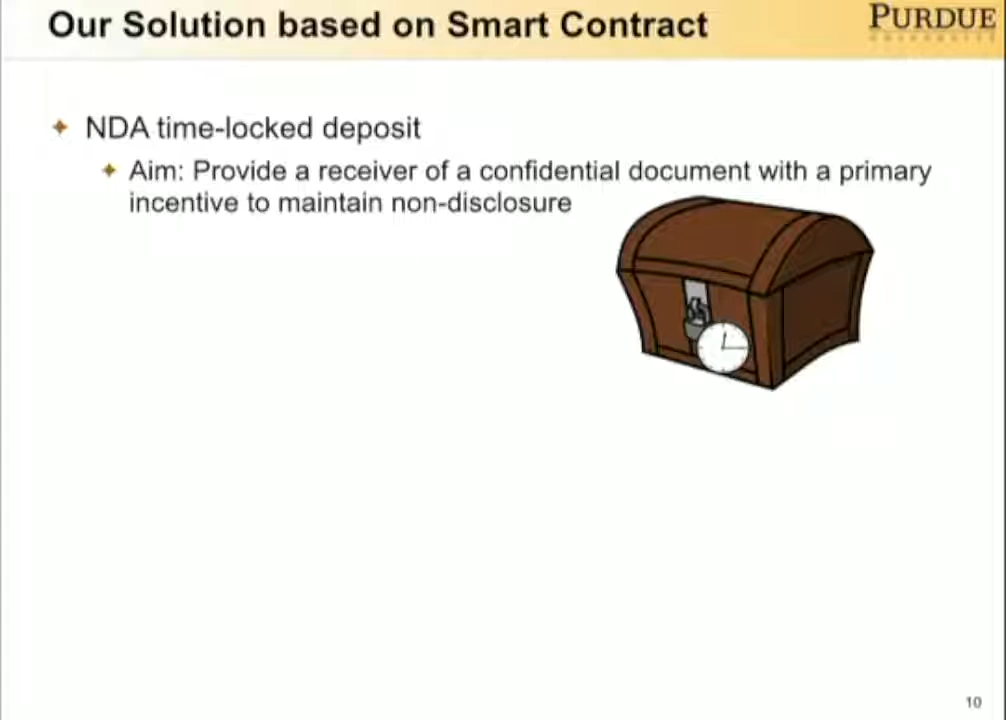 Our Solution based on Smart Contract
PURDUE
NDA time-locked deposit
Aim: Provide a receiver of a confidential document with a primary
incentive to maintain non-disclosure
10